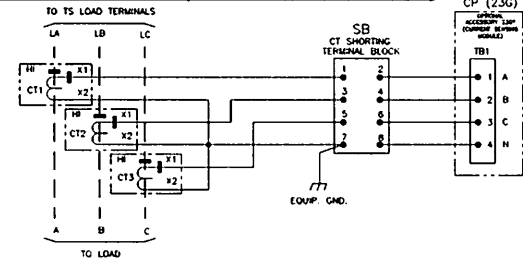 CP (23G)
TO TS LOAD TERMINALS
OPTIONAL
ACCESSORY 23G
(CURRENT SENSING
MODULE)
LA LB LC
SB
CT SHORTING
TERMINAL BLOCK
TB1
HI X1
CT1 X2
1 2
1 A
3 4
2 B
HI X1
CT2 X2
5 6
3 C
7 8
4 N
HI X1
CT3 X2
EQUIP. GND.
A B C
TO LOAD